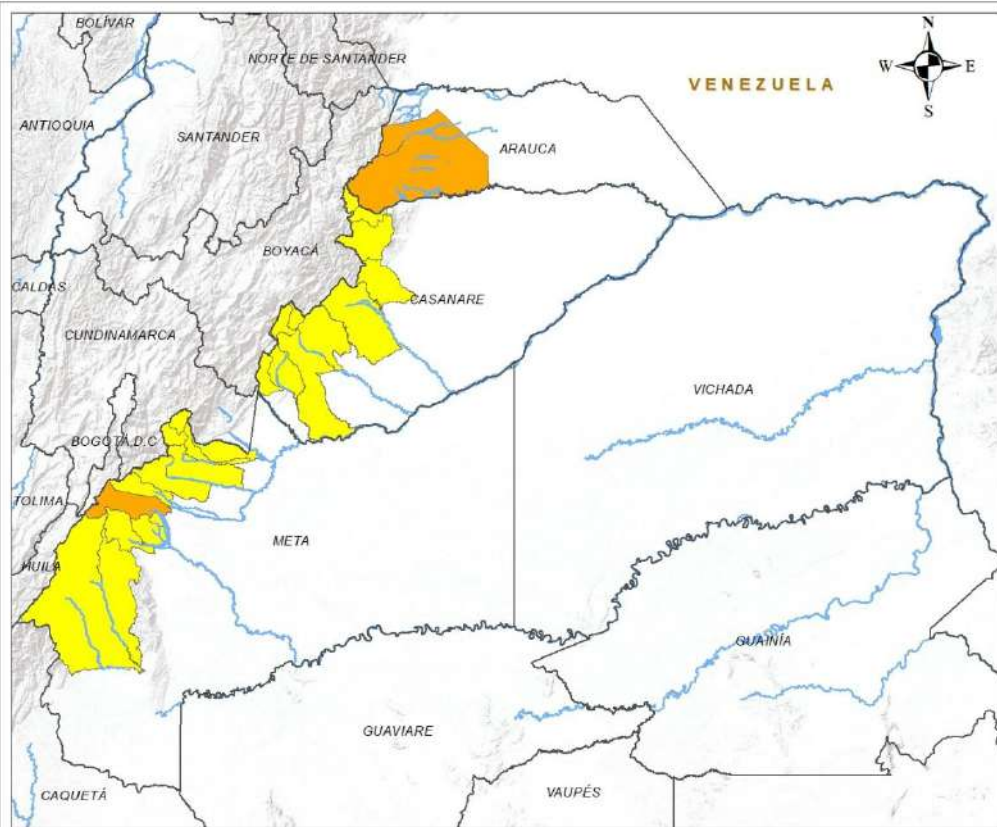 BOLÍVAR
N
NORTE DE SANTANDER
VENEZUELA
W
E
S
ANTIOQUIA
SANTANDER
ARAUCA
BOYACÁ
CALDAS
CASANARE
CUNDINAMARCA
VICHADA
BOGOTÁ, D.C
TOLIMA
META
HUILA
GUAINÍA
GUAVIARE
CAQUETÁ
VAUPÉS